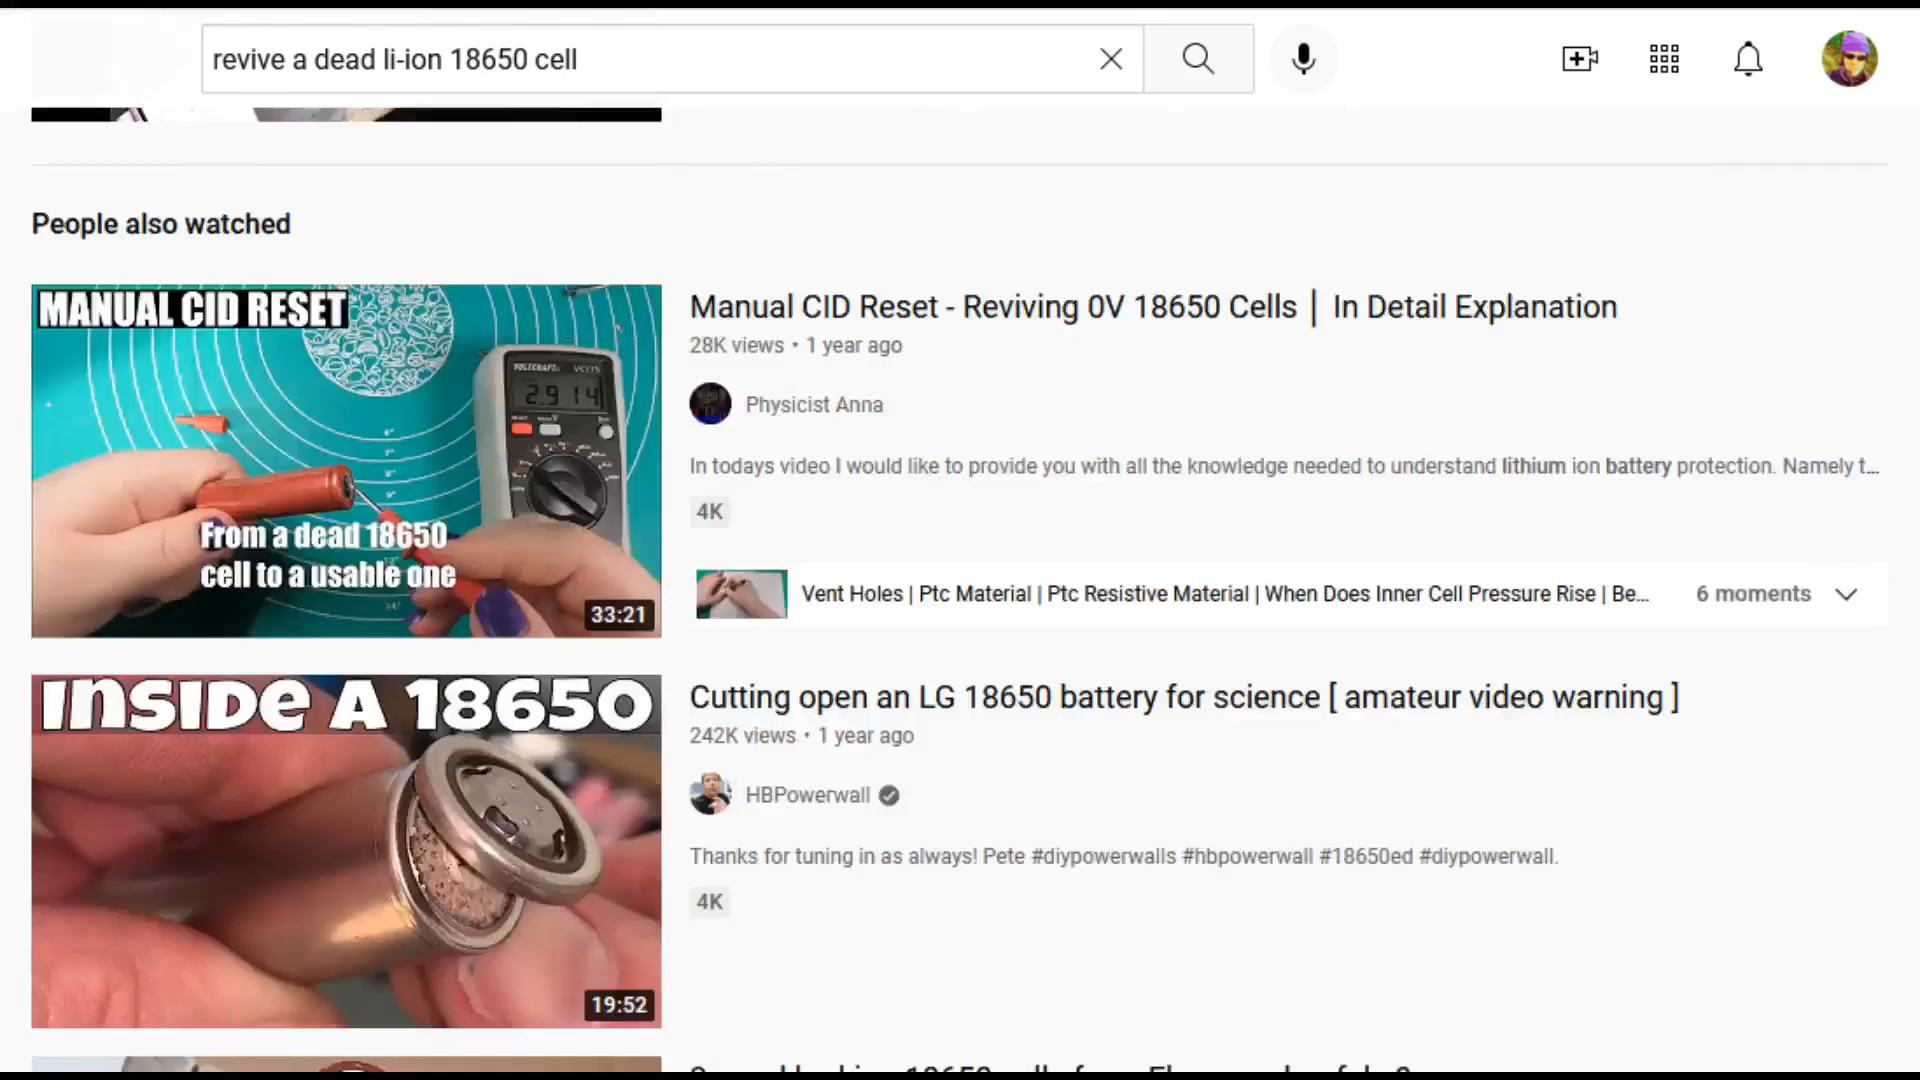 revive a dead li-ion 18650 cell
People also watched
MANUAL CID RESET
VOLTCRAFT
2.914
From a dead 18650
cell to a usable one
33:21
Manual CID Reset - Reviving 0V 18650 Cells │ In Detail Explanation
28K views • 1 year ago
Physicist Anna
In todays video I would like to provide you with all the knowledge needed to understand lithium ion battery protection. Namely t...
4K
Vent Holes | Ptc Material | Ptc Resistive Material | When Does Inner Cell Pressure Rise | Be...
6 moments
INSIDE A 18650
19:52
Cutting open an LG 18650 battery for science [ amateur video warning ]
242K views • 1 year ago
HBPowerwall
Thanks for tuning in as always! Pete #diypowerwalls #hbpowerwall #18650ed #diypowerwall.
4K